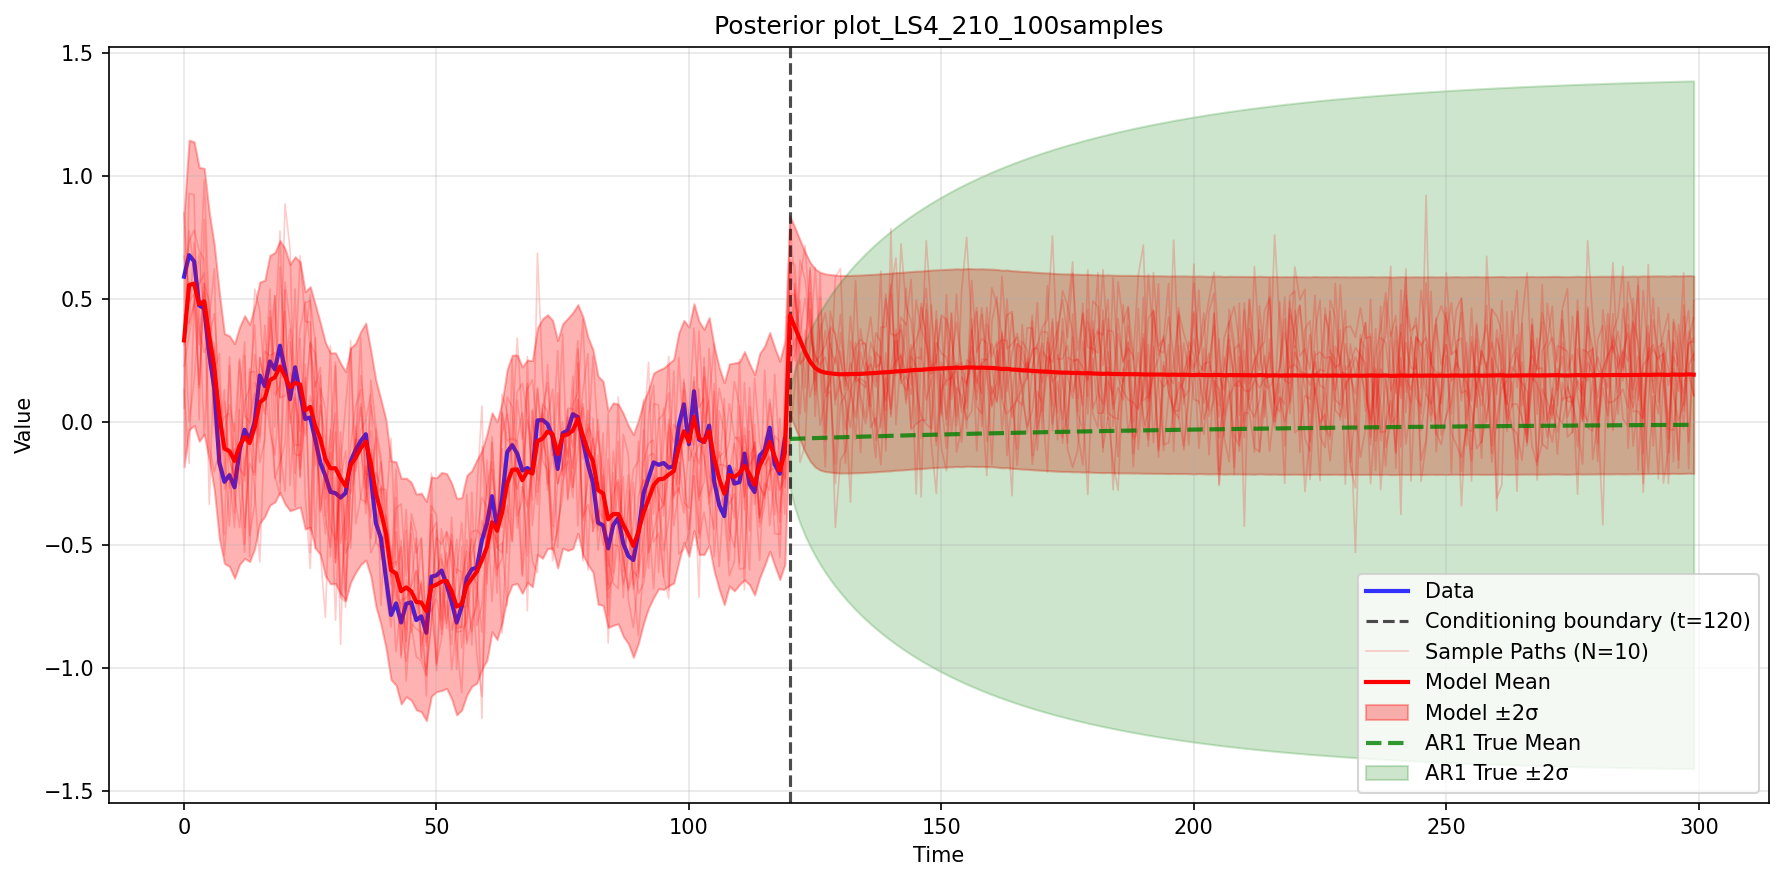 Posterior plot_LS4_210_100samples
Value
1.5
1.0
0.5
0.0
−0.5
−1.0
−1.5
Data
Conditioning boundary (t=120)
Sample Paths (N=10)
Model Mean
Model ±2σ
AR1 True Mean
AR1 True ±2σ
0 50 100 150 200 250 300
Time